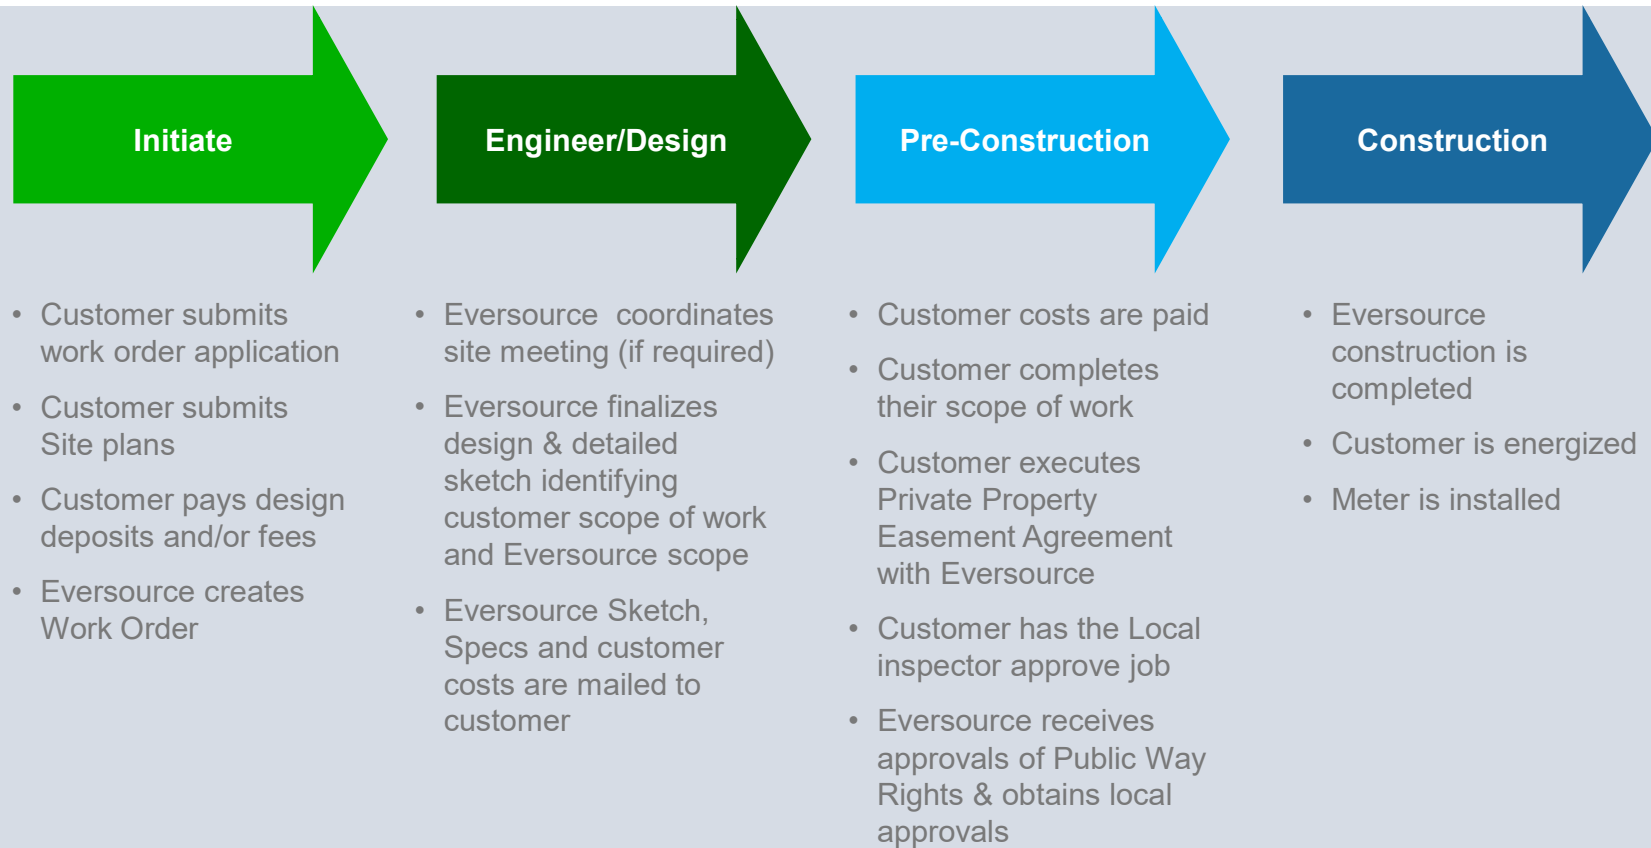 Initiate
Engineer/Design
Pre-Construction
Construction
• Customer submits
work order application
• Customer submits
Site plans
• Customer pays design
deposits and/or fees
• Eversource creates
Work Order
• Eversource  coordinates
site meeting (if required)
• Eversource finalizes
design & detailed
sketch identifying
customer scope of work
and Eversource scope
• Eversource Sketch,
Specs and customer
costs are mailed to
customer
• Customer costs are paid
• Customer completes
their scope of work
• Customer executes
Private Property
Easement Agreement
with Eversource
• Customer has the Local
inspector approve job
• Eversource receives
approvals of Public Way
Rights & obtains local
approvals
• Eversource
construction is
completed
• Customer is energized
• Meter is installed